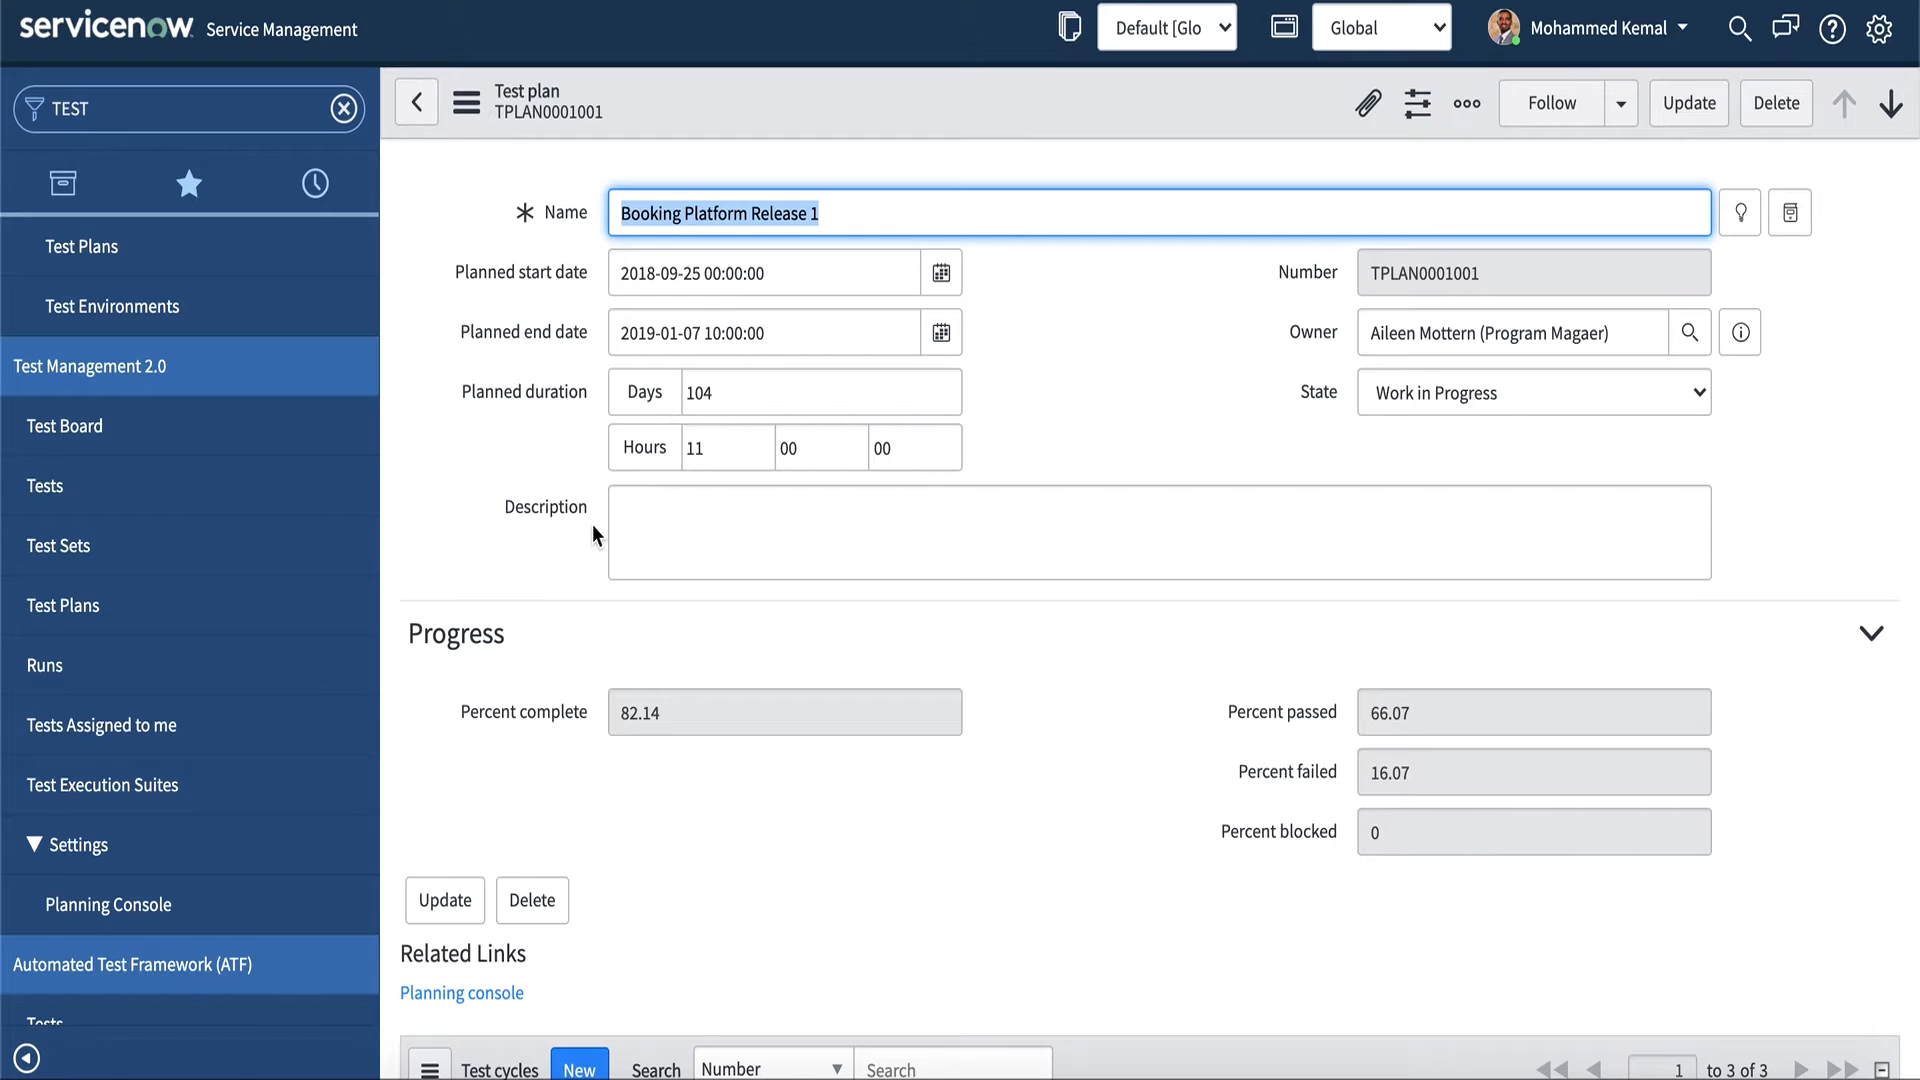 servicenow Service Management
Default [Glo
Global
Mohammed Kemal
TEST
Test plan
TPLAN0001001
Follow
Update
Delete
Test Plans
Test Environments
Test Management 2.0
Test Board
Tests
Test Sets
Test Plans
Runs
Tests Assigned to me
Test Execution Suites
Settings
Planning Console
Automated Test Framework (ATF)
Tests
Name Booking Platform Release 1
Planned start date 2018-09-25 00:00:00
Number TPLAN0001001
Planned end date 2019-01-07 10:00:00
Owner Aileen Mottern (Program Magaer)
Planned duration Days 104
State Work in Progress
Hours 11 00 00
Description
Progress
Percent complete 82.14
Percent passed 66.07
Percent failed 16.07
Percent blocked 0
Update Delete
Related Links
Planning console
Test cycles New Search Number Search 1 to 3 of 3